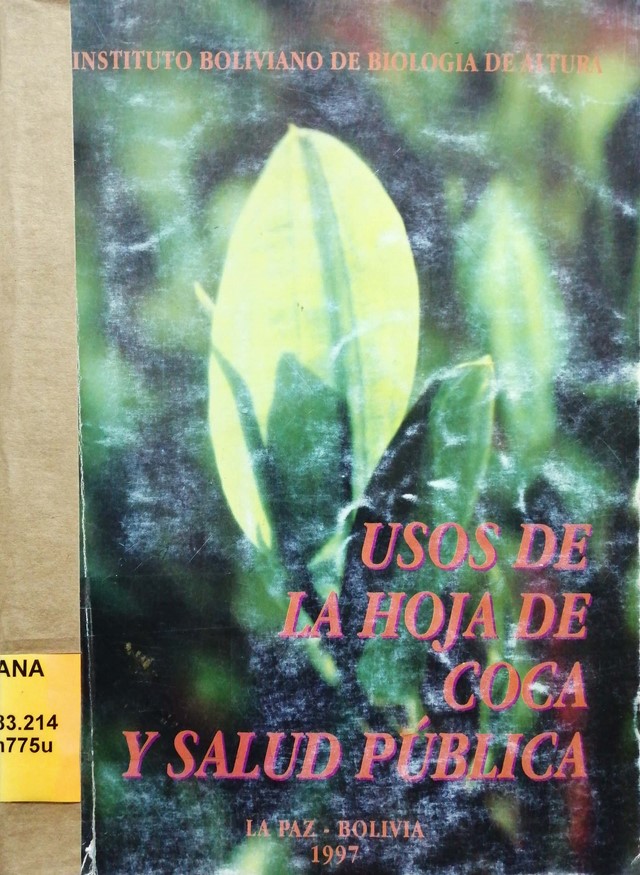 INSTITUTO BOLIVIANO DE BIOLOGIA DE ALTURA
USOS DE
LA HOJA DE
COCA
Y SALUD PÚBLICA
LA PAZ - BOLIVIA
1997
ANA
33.214
n775u